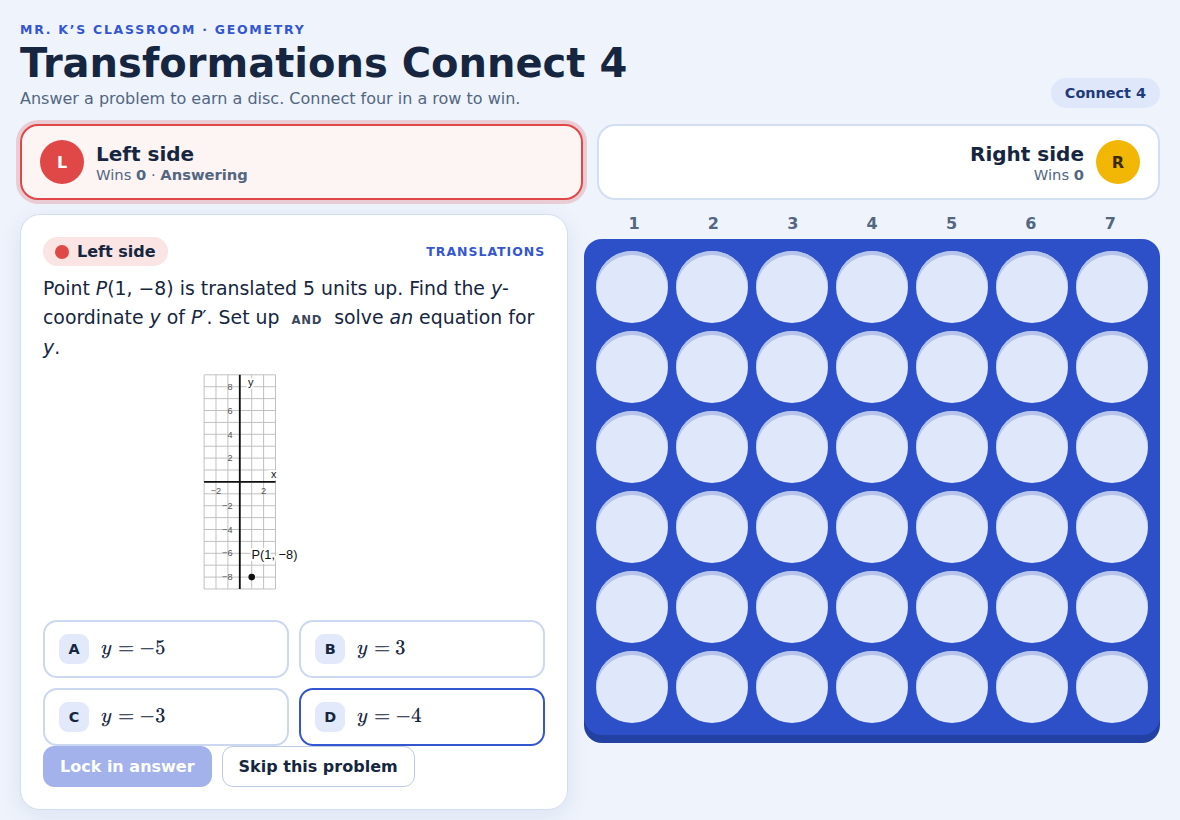 MR. K’S CLASSROOM · GEOMETRY
Transformations Connect 4
Answer a problem to earn a disc. Connect four in a row to win.
Connect 4
L
Left side
Wins 0 · Answering
Right side
Wins 0
R
Left side
TRANSLATIONS
Point P(1, −8) is translated 5 units up. Find the y-
coordinate y of P′. Set up AND solve an equation for
y.
y
8
6
4
2
x
−2 2
−2
−4
−6
P(1, −8)
−8
A y = −5
B y = 3
C y = −3
D y = −4
Lock in answer
Skip this problem
1 2 3 4 5 6 7